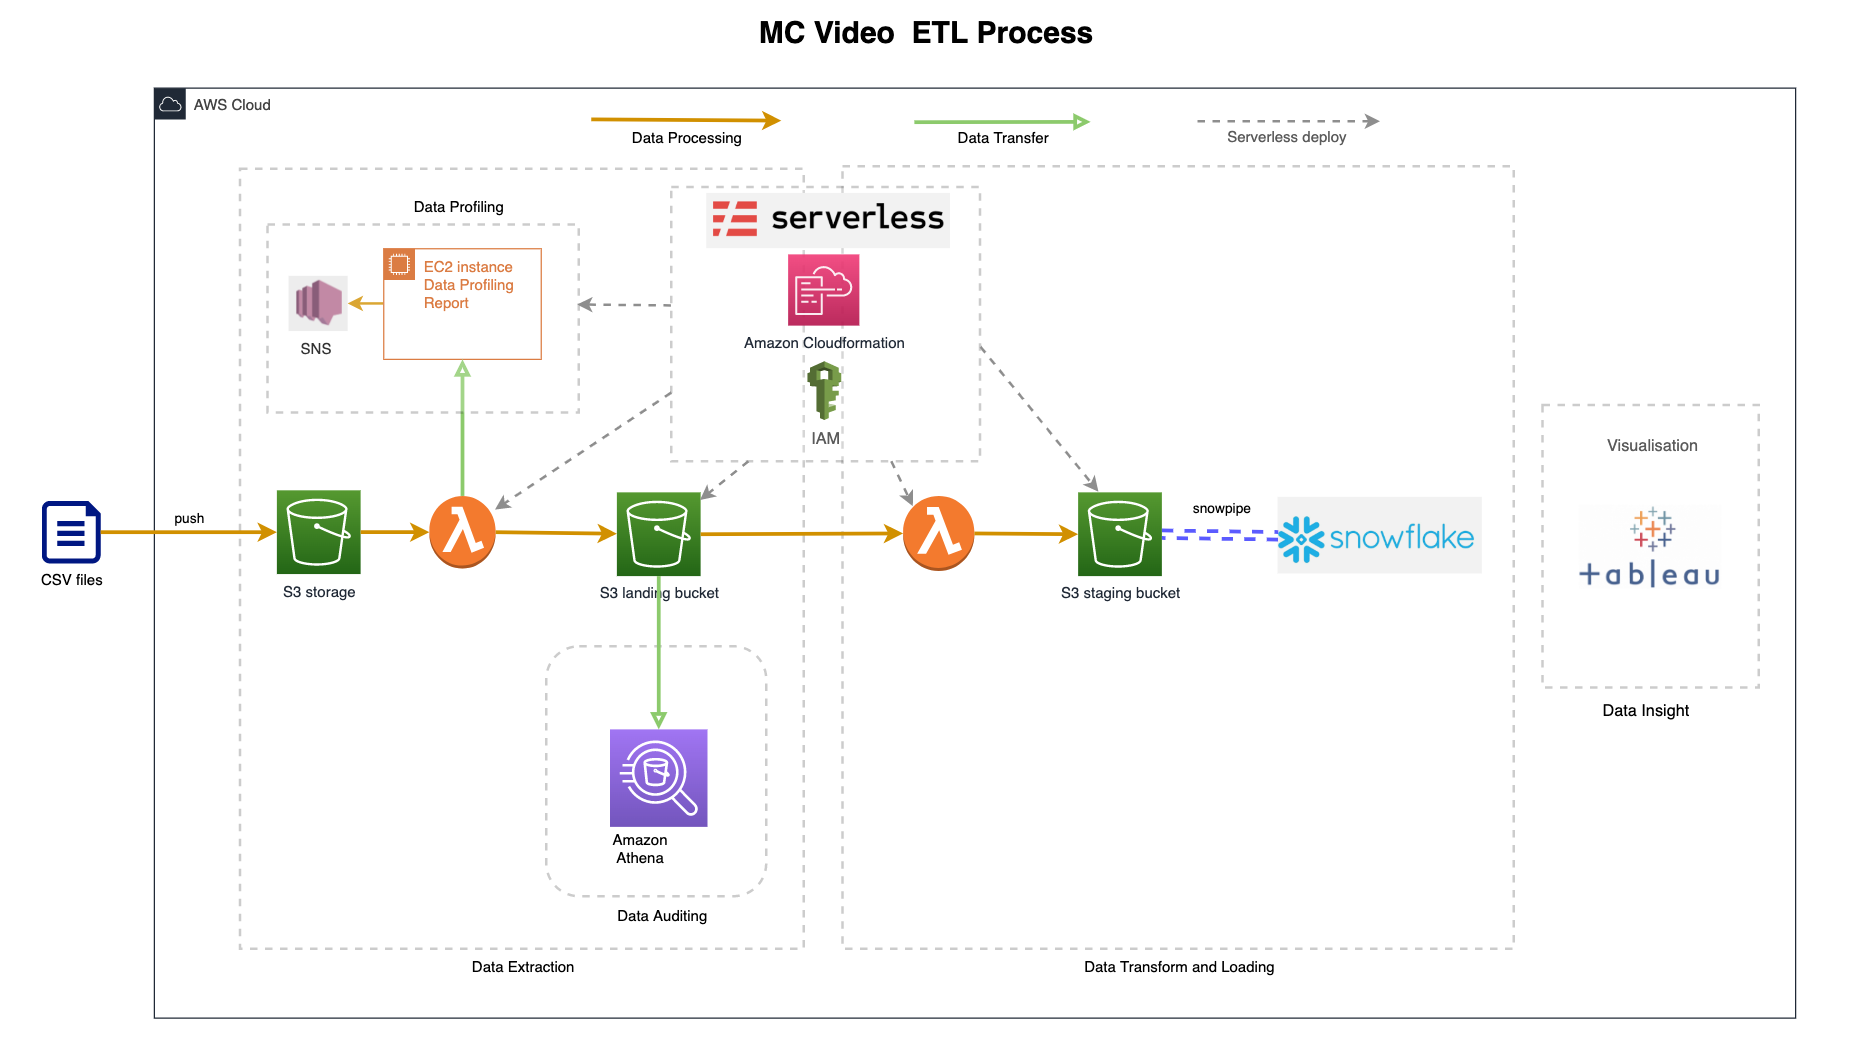 MC Video  ETL Process
AWS Cloud
Data Processing
Data Transfer
Serverless deploy
Data Profiling
serverless
EC2 instance
Data Profiling
Report
SNS
Amazon Cloudformation
IAM
Visualisation
push
snowpipe
snowflake
+ableau
CSV files
S3 storage
S3 landing bucket
S3 staging bucket
Data Insight
Amazon
Athena
Data Auditing
Data Extraction
Data Transform and Loading